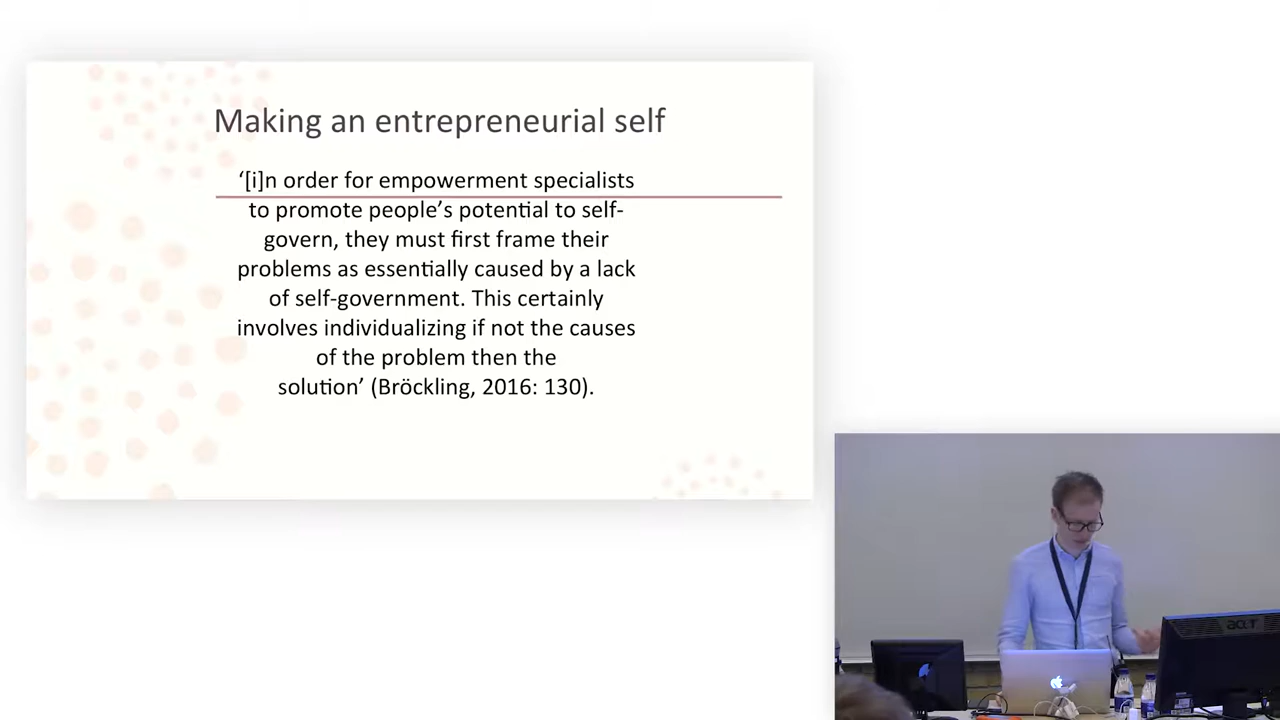 Making an entrepreneurial self
‘[i]n order for empowerment specialists
to promote people’s potential to self-
govern, they must first frame their
problems as essentially caused by a lack
of self-government. This certainly
involves individualizing if not the causes
of the problem then the
solution’ (Bröckling, 2016: 130).
acer